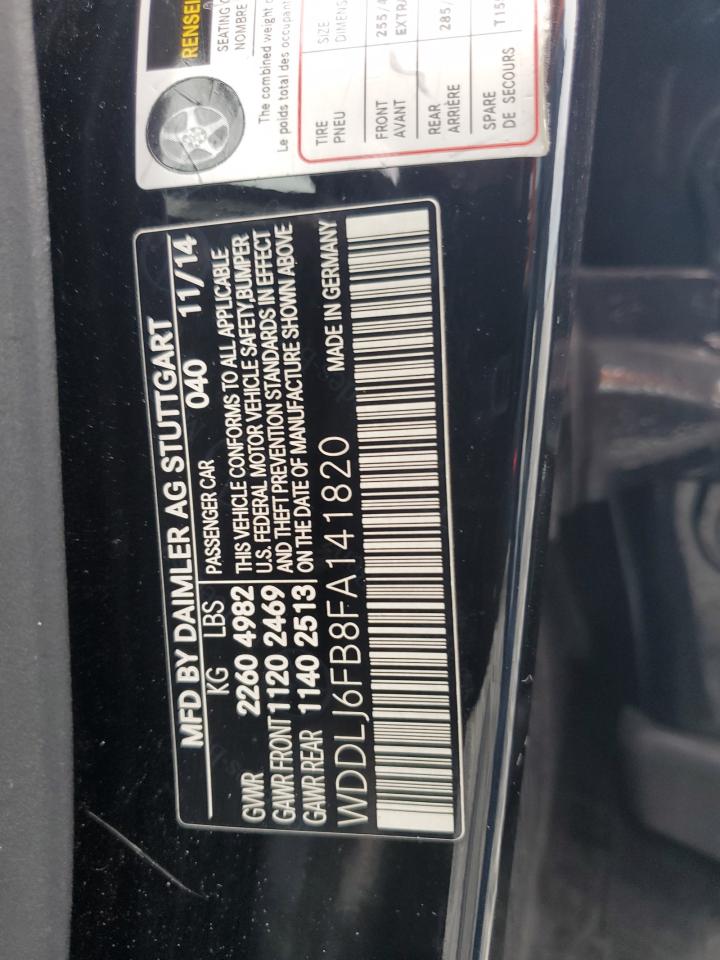 MFD BY DAIMLER AG STUTTGART
KG LBS PASSENGER CAR 040 11/14
GVWR 2260 4982 THIS VEHICLE CONFORMS TO ALL APPLICABLE
U.S. FEDERAL MOTOR VEHICLE SAFETY,BUMPER
GAWR FRONT 1120 2469 AND THEFT PREVENTION STANDARDS IN EFFECT
GAWR REAR 1140 2513 ON THE DATE OF MANUFACTURE SHOWN ABOVE
WDDLJ6FB8FA141820 MADE IN GERMANY
SEATING
NOMBRE
The combined weight
Le poids total des
TIRE SIZE
PNEU
FRONT 255/
AVANT EXTRA
REAR 285
ARRIÈRE
SPARE
DE SECOURS